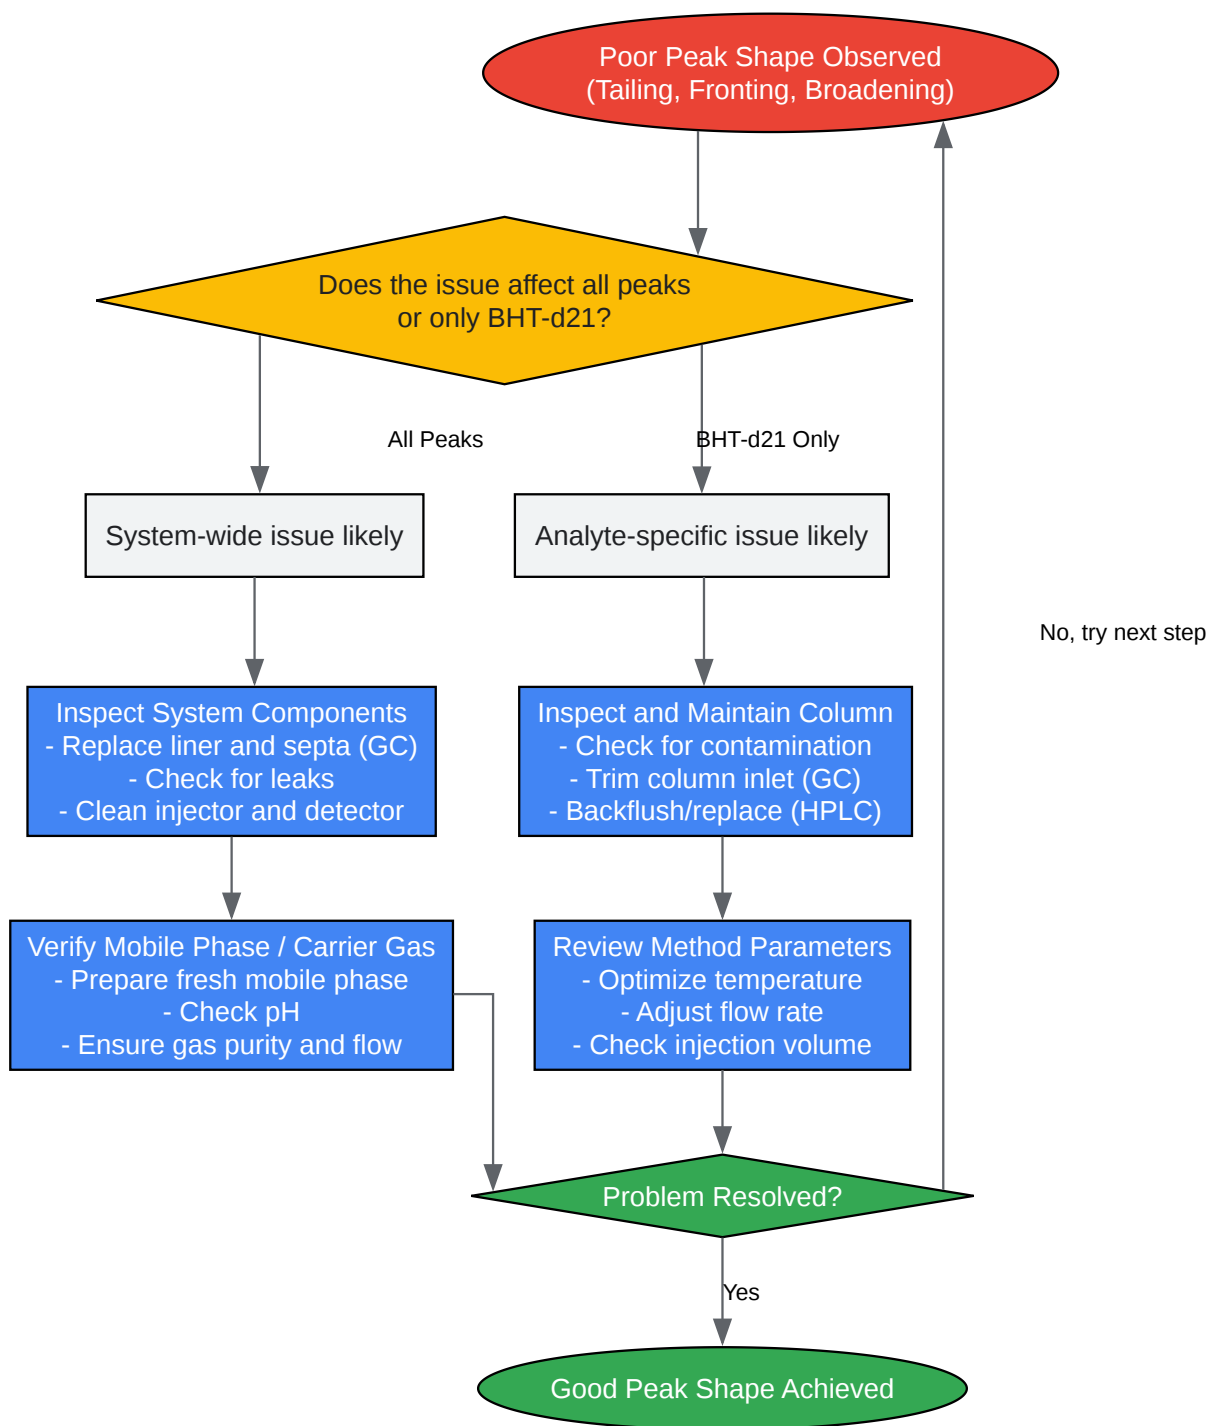 Poor Peak Shape Observed
(Tailing, Fronting, Broadening)
Does the issue affect all peaks
or only BHT-d21?
All Peaks
BHT-d21 Only
System-wide issue likely
Analyte-specific issue likely
No, try next step
Inspect System Components
- Replace liner and septa (GC)
- Check for leaks
- Clean injector and detector
Inspect and Maintain Column
- Check for contamination
- Trim column inlet (GC)
- Backflush/replace (HPLC)
Verify Mobile Phase / Carrier Gas
- Prepare fresh mobile phase
- Check pH
- Ensure gas purity and flow
Review Method Parameters
- Optimize temperature
- Adjust flow rate
- Check injection volume
Problem Resolved?
Yes
Good Peak Shape Achieved